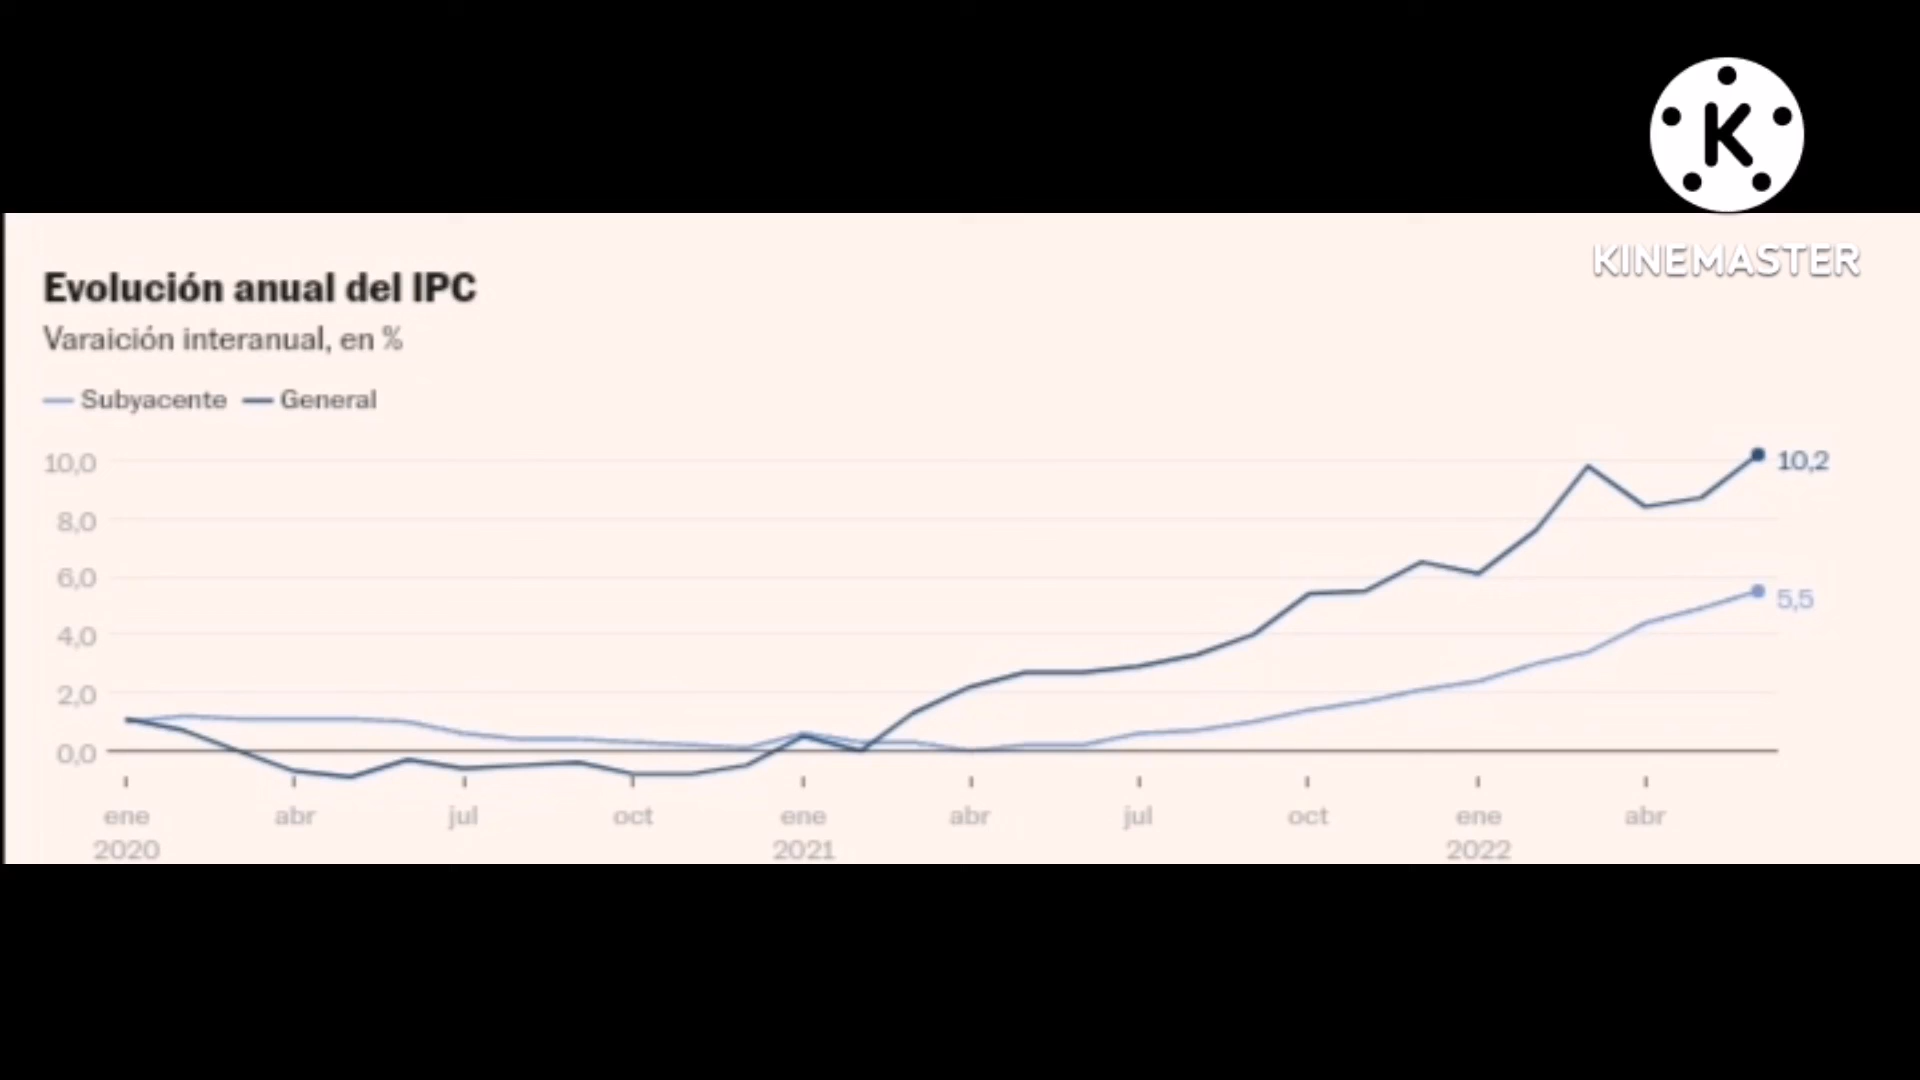 K
KINEMASTER
Evolución anual del IPC
Varaición interanual, en %
Subyacente General
10,0
10,2
8,0
6,0
5,5
4,0
2,0
0,0
ene abr jul oct ene abr jul oct ene abr
2020 2021 2022